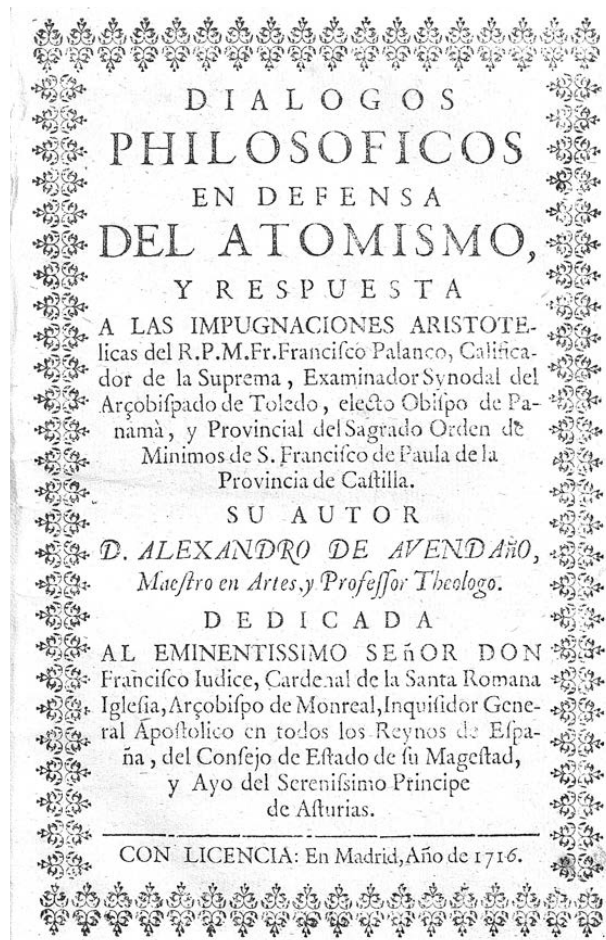 DIALOGOS
PHILOSOFICOS
EN DEFENSA
DEL ATOMISMO,
Y RESPUESTA
A LAS IMPUGNACIONES ARISTOTE-
licas del R.P.M.Fr.Franciſco Palanco, Califica-
dor de la Suprema, Examinador Synodal del
Arçobiſpado de Toledo, electo Obiſpo de Pa-
namà, y Provincial del Sagrado Orden de
Minimos de S. Franciſco de Paula de la
Provincia de Caſtilla.
SU AUTOR
D. ALEXANDRO DE AVENDAñO,
Maeſtro en Artes, y Profeſſor Theologo.
DEDICADA
AL EMINENTISSIMO SEñOR DON
Franciſco Iudice, Cardenal de la Santa Romana
Igleſia, Arçobiſpo de Monreal, Inquiſidor Gene-
ral Apoſtolico en todos los Reynos de Eſpa-
ña, del Conſejo de Eſtado de ſu Mageſtad,
y Ayo del Sereniſsimo Principe
de Aſturias.
CON LICENCIA: En Madrid, Año de 1716.